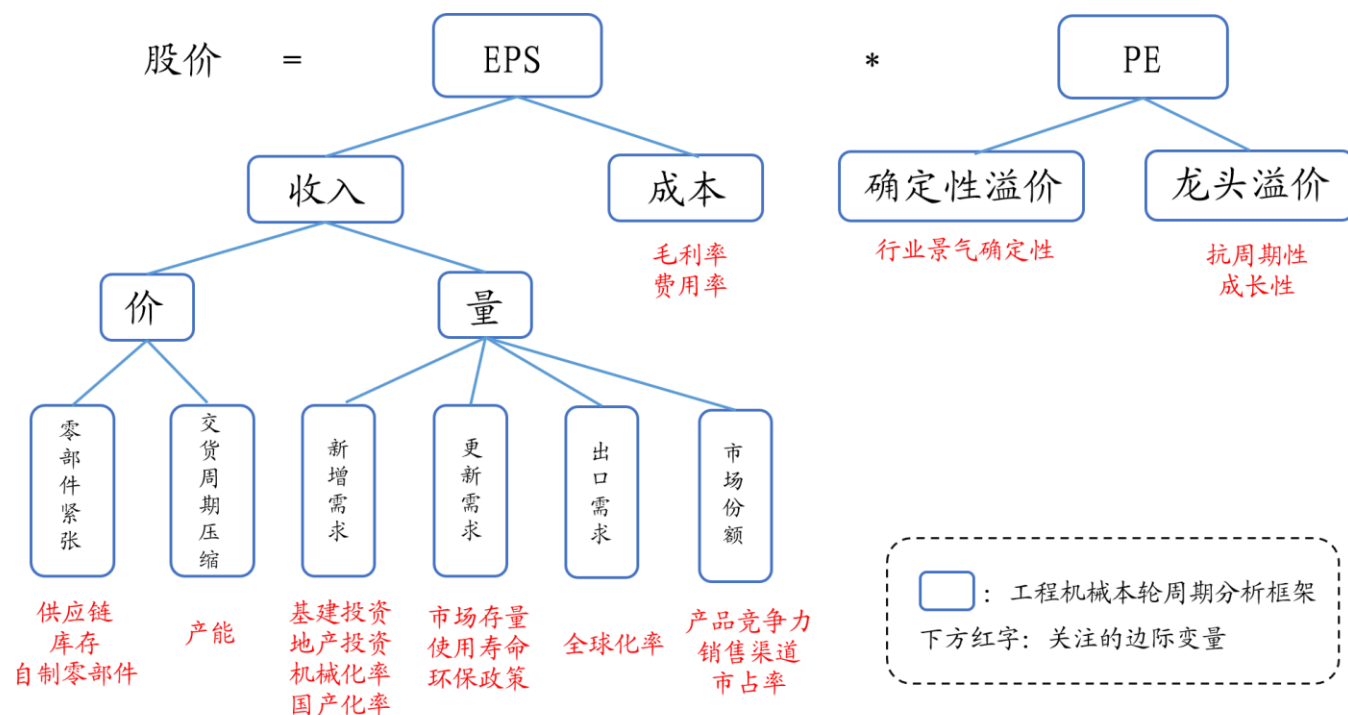 股价 = EPS * PE
收入
成本
确定性溢价
龙头溢价
毛利率
费用率
行业景气确定性
抗周期性
成长性
价
量
零部件紧张
交货周期压缩
新增需求
更新需求
出口需求
市场份额
供应链
库存
自制零部件
产能
基建投资
地产投资
机械化率
国产化率
市场存量
使用寿命
环保政策
全球化率
产品竞争力
销售渠道
市占率
：工程机械本轮周期分析框架
下方红字：关注的边际变量